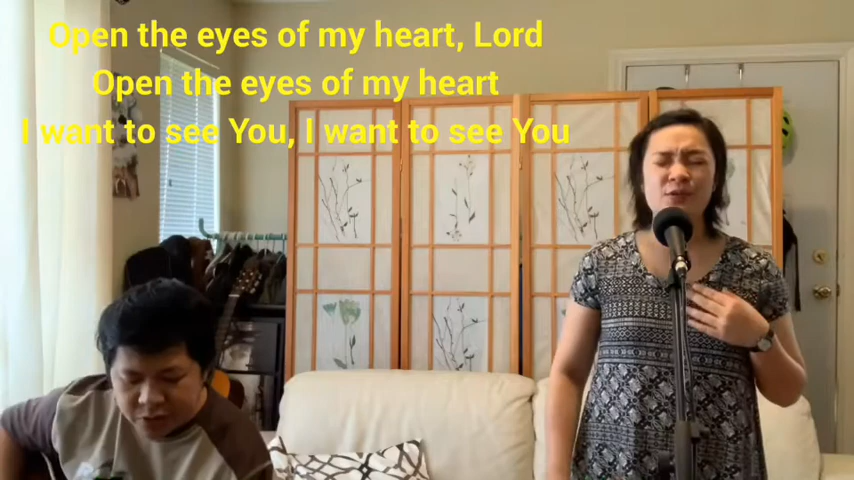 Open the eyes of my heart, Lord
Open the eyes of my heart
I want to see You, I want to see You